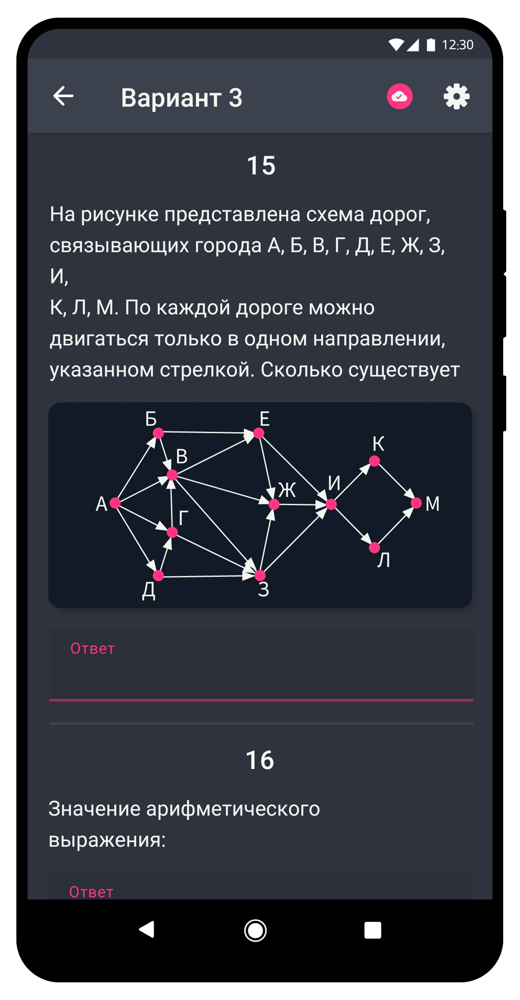 12:30
Вариант 3
15
На рисунке представлена схема дорог,
связывающих города А, Б, В, Г, Д, Е, Ж, З,
И,
К, Л, М. По каждой дороге можно
двигаться только в одном направлении,
указанном стрелкой. Сколько существует
Б
Е
К
В
И
Ж
А
М
Г
Л
Д
З
Ответ
16
Значение арифметического
выражения:
Ответ